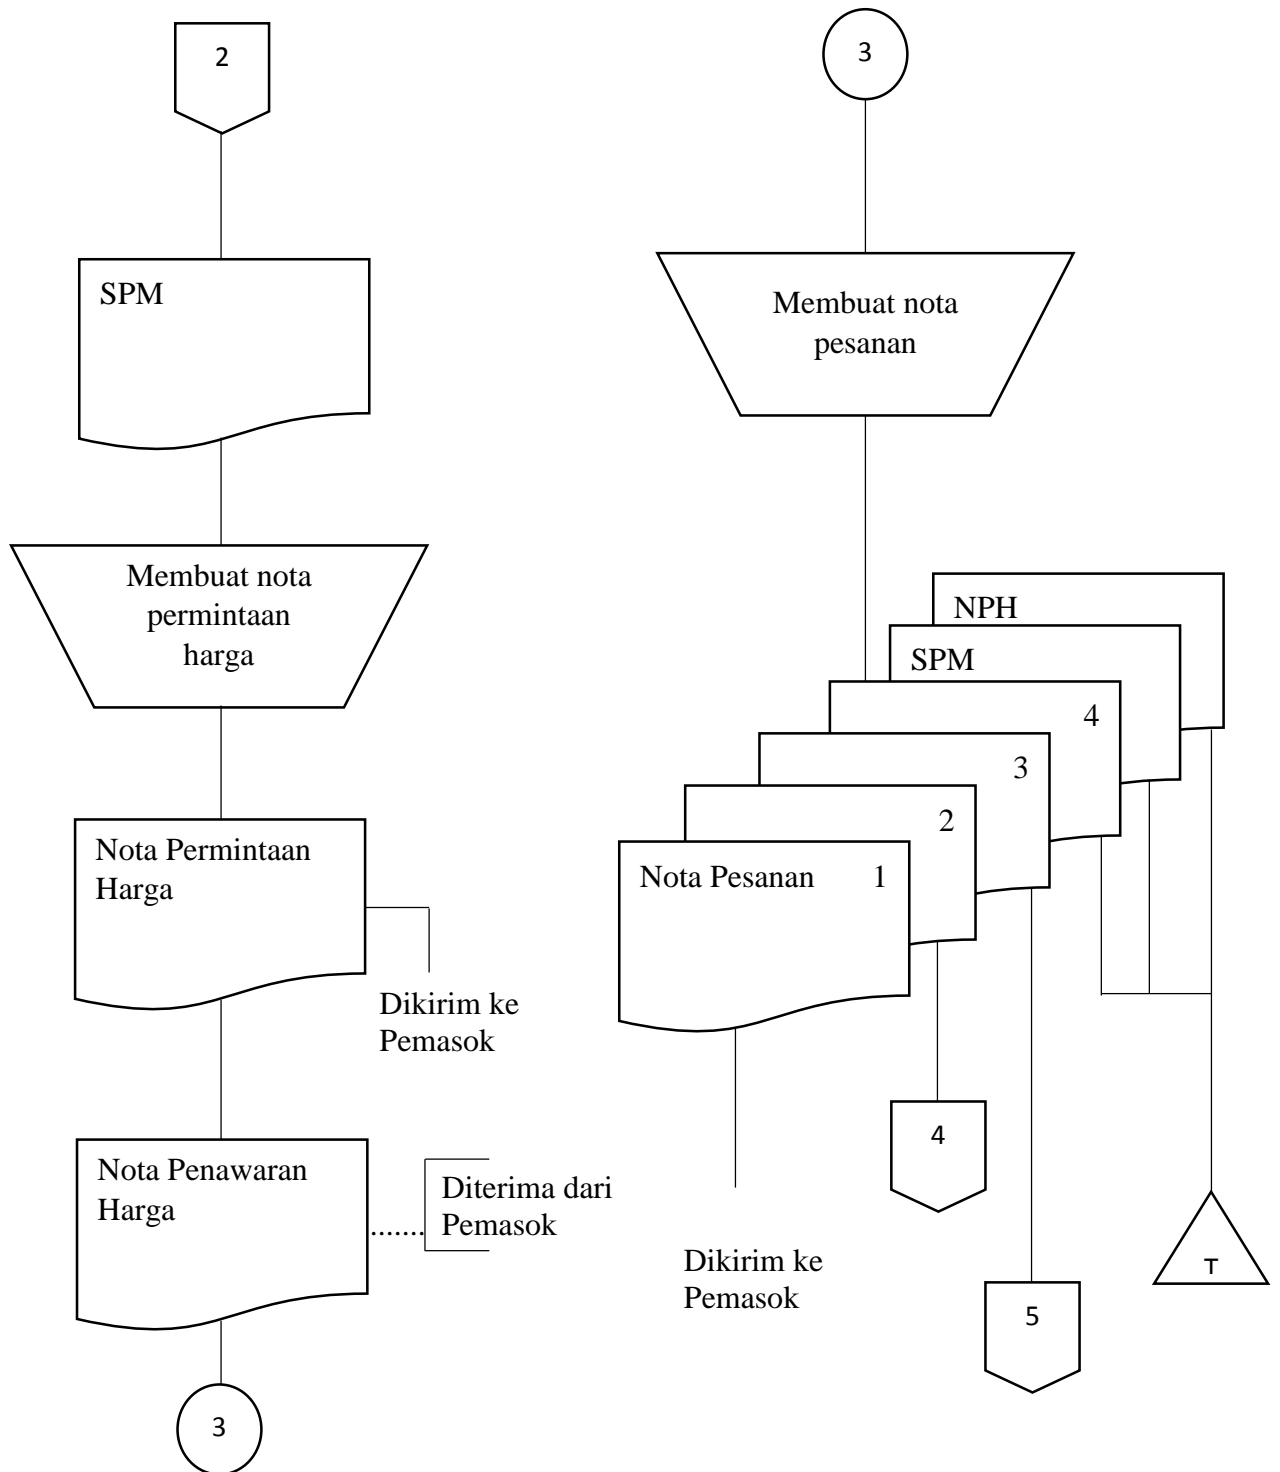 2
SPM
Membuat nota
permintaan
harga
Nota Permintaan
Harga
Dikirim ke
Pemasok
Nota Penawaran
Harga
.......
Diterima dari
Pemasok
3
3
Membuat nota
pesanan
NPH
SPM
4
3
2
Nota Pesanan 1
Dikirim ke
Pemasok
4
5
T